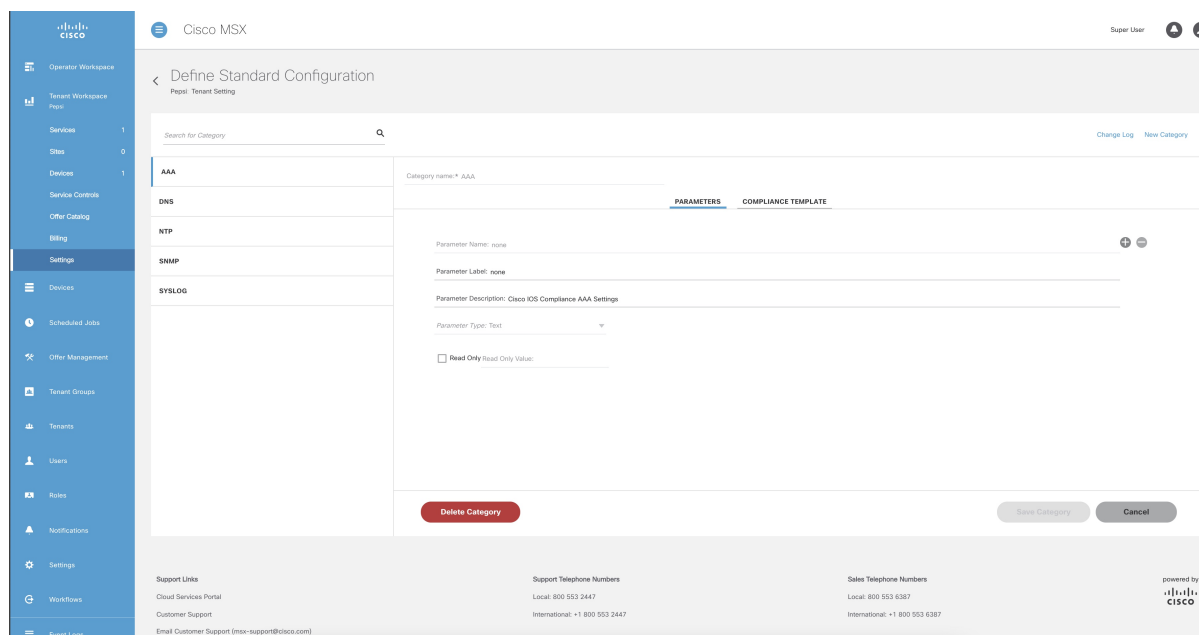 CISCO
Cisco MSX
Super User
Operator Workspace
Tenant Workspace
Pepsi
Services 1
Sites 0
Devices 1
Service Controls
Offer Catalog
Billing
Settings
Devices
Scheduled Jobs
Offer Management
Tenant Groups
Tenants
Users
Roles
Notifications
Settings
Workflows
Event Logs
Define Standard Configuration
Pepsi Tenant Setting
Search for Category
Change Log New Category
AAA
DNS
NTP
SNMP
SYSLOG
Category name:* AAA
PARAMETERS COMPLIANCE TEMPLATE
Parameter Name: none
Parameter Label: none
Parameter Description: Cisco IOS Compliance AAA Settings
Parameter Type: Text
Read Only Read Only Value:
Delete Category Save Category Cancel
Support Links
Cloud Services Portal
Customer Support
Email Customer Support (msx-support@cisco.com)
Support Telephone Numbers
Local: 800 553 2447
International: +1 800 553 2447
Sales Telephone Numbers
Local: 800 553 6387
International: +1 800 553 6387
powered by
CISCO